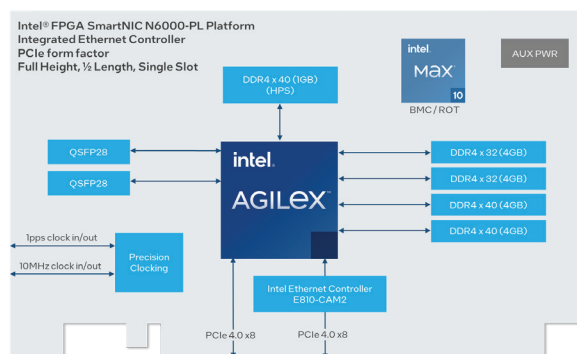 Intel® FPGA SmartNIC N6000-PL Platform
Integrated Ethernet Controller
PCIe form factor
Full Height, ½ Length, Single Slot
DDR4 x 40 (1GB)
(HPS)
intel.
MAX™
10
BMC / ROT
AUX PWR
QSFP28
QSFP28
intel.
AGILEX™
DDR4 x 32 (4GB)
DDR4 x 32 (4GB)
DDR4 x 40 (4GB)
DDR4 x 40 (4GB)
1pps clock in/out
10MHz clock in/out
Precision
Clocking
Intel Ethernet Controller
E810-CAM2
PCIe 4.0 x8
PCIe 4.0 x8